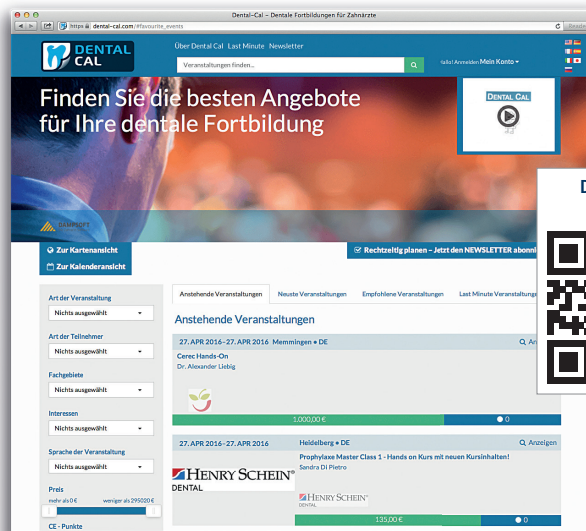 Dental-Cal – Dentale Fortbildungen für Zahnärzte
https dental-cal.com/#favourite_events
Reader
DENTAL CAL
Über Dental Cal Last Minute Newsletter
Veranstaltungen finden...
Hallo! Anmelden Mein Konto
Finden Sie die besten Angebote
für Ihre dentale Fortbildung
DENTAL CAL
D
DAMPSOFT
Zur Kartenansicht
Zur Kalenderansicht
Rechtzeitig planen – Jetzt den NEWSLETTER abonni
Art der Veranstaltung
Nichts ausgewählt
Art der Teilnehmer
Nichts ausgewählt
Fachgebiete
Nichts ausgewählt
Interessen
Nichts ausgewählt
Sprache der Veranstaltung
Nichts ausgewählt
Preis
mehr als 0 € weniger als 295020 €
CE - Punkte
Anstehende Veranstaltungen Neuste Veranstaltungen Empfohlene Veranstaltungen Last Minute Veranstaltunge
Anstehende Veranstaltungen
27. APR 2016–27. APR 2016 Memmingen • DE An
Cerec Hands-On
Dr. Alexander Liebig
1.000,00 € 0
27. APR 2016–27. APR 2016 Heidelberg • DE Anzeigen
Prophylaxe Master Class 1 - Hands on Kurs mit neuen Kursinhalten!
Sandra Di Pietro
HENRY SCHEIN®
DENTAL
HENRY SCHEIN®
DENTAL
135,00 € 0